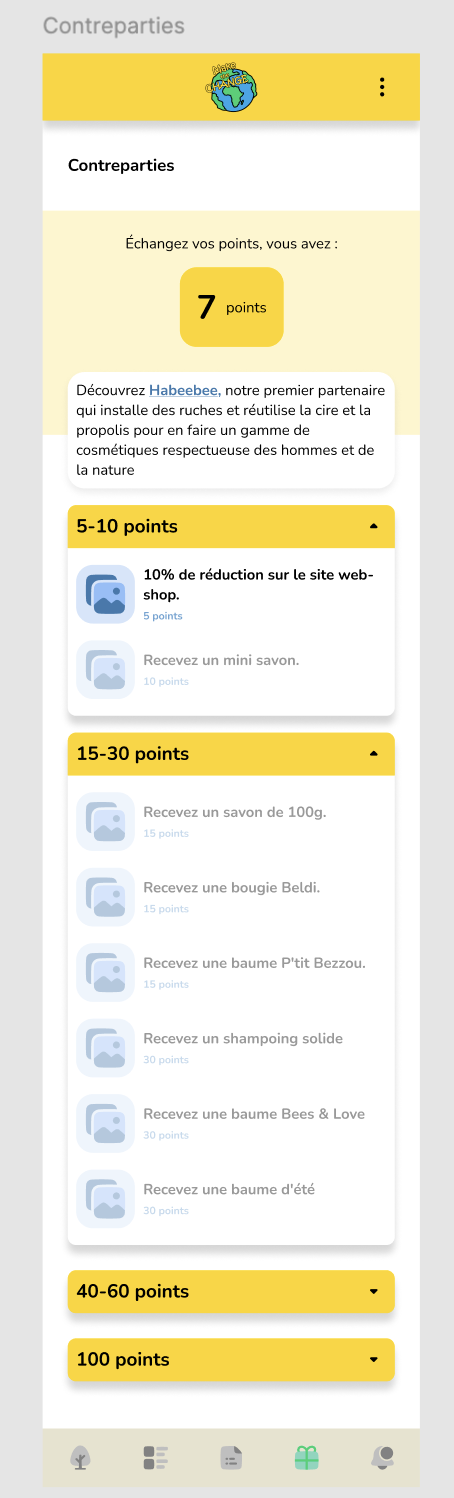 Contreparties
Make
the
CHANGE
Contreparties
Échangez vos points, vous avez :
7 points
Découvrez Habeebee, notre premier partenaire
qui installe des ruches et réutilise la cire et la
propolis pour en faire un gamme de
cosmétiques respectueuse des hommes et de
la nature
5-10 points
10% de réduction sur le site web-
shop.
5 points
Recevez un mini savon.
10 points
15-30 points
Recevez un savon de 100g.
15 points
Recevez une bougie Beldi.
15 points
Recevez une baume P'tit Bezzou.
15 points
Recevez un shampoing solide
30 points
Recevez une baume Bees & Love
30 points
Recevez une baume d'été
30 points
40-60 points
100 points